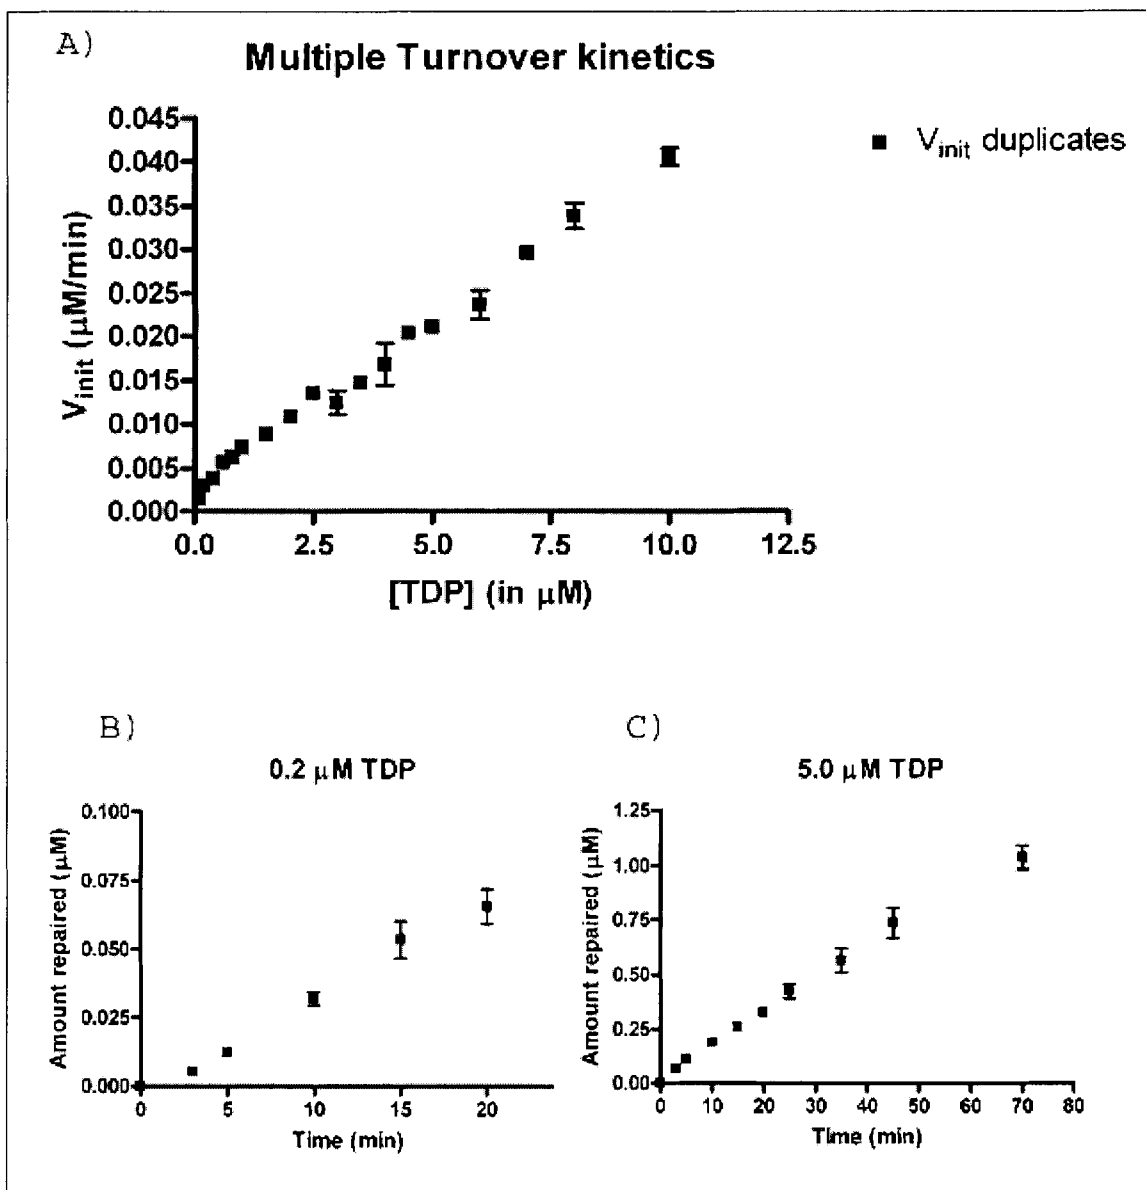 A)
Multiple Turnover kinetics
V_init duplicates
V_init (μM/min)
0.045
0.040
0.035
0.030
0.025
0.020
0.015
0.010
0.005
0.000
0.0 2.5 5.0 7.5 10.0 12.5
[TDP] (in μM)
B)
0.2 μM TDP
Amount repaired (μM)
0.100
0.075
0.050
0.025
0.000
0 5 10 15 20
Time (min)
C)
5.0 μM TDP
Amount repaired (μM)
1.25
1.00
0.75
0.50
0.25
0.00
0 10 20 30 40 50 60 70 80
Time (min)